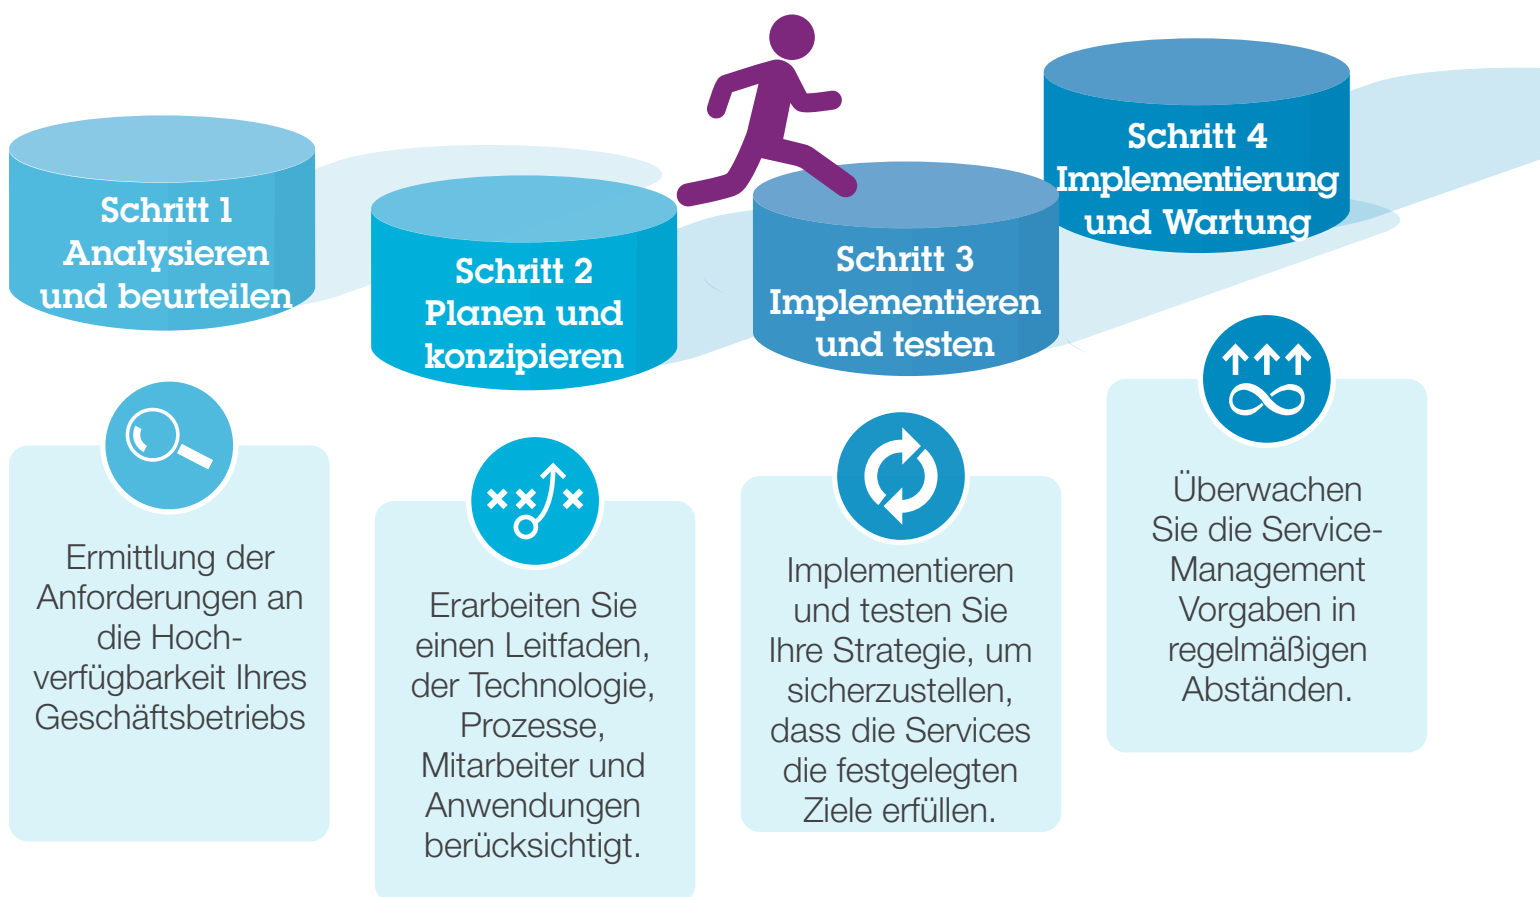 Schritt 1
Analysieren
und beurteilen
Schritt 2
Planen und
konzipieren
Schritt 3
Implementieren
und testen
Schritt 4
Implementierung
und Wartung
Ermittlung der
Anforderungen an
die Hoch-
verfügbarkeit Ihres
Geschäftsbetriebs
Erarbeiten Sie
einen Leitfaden,
der Technologie,
Prozesse,
Mitarbeiter und
Anwendungen
berücksichtigt.
Implementieren
und testen Sie
Ihre Strategie, um
sicherzustellen,
dass die Services
die festgelegten
Ziele erfüllen.
Überwachen
Sie die Service-
Management
Vorgaben in
regelmäßigen
Abständen.